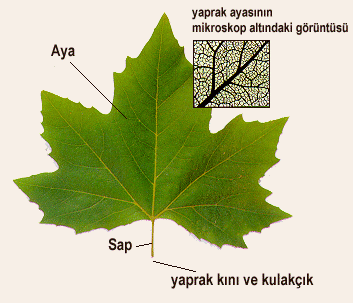 yaprak ayasının
mikroskop altındaki görüntüsü
Aya
Sap
yaprak kını ve kulakçık